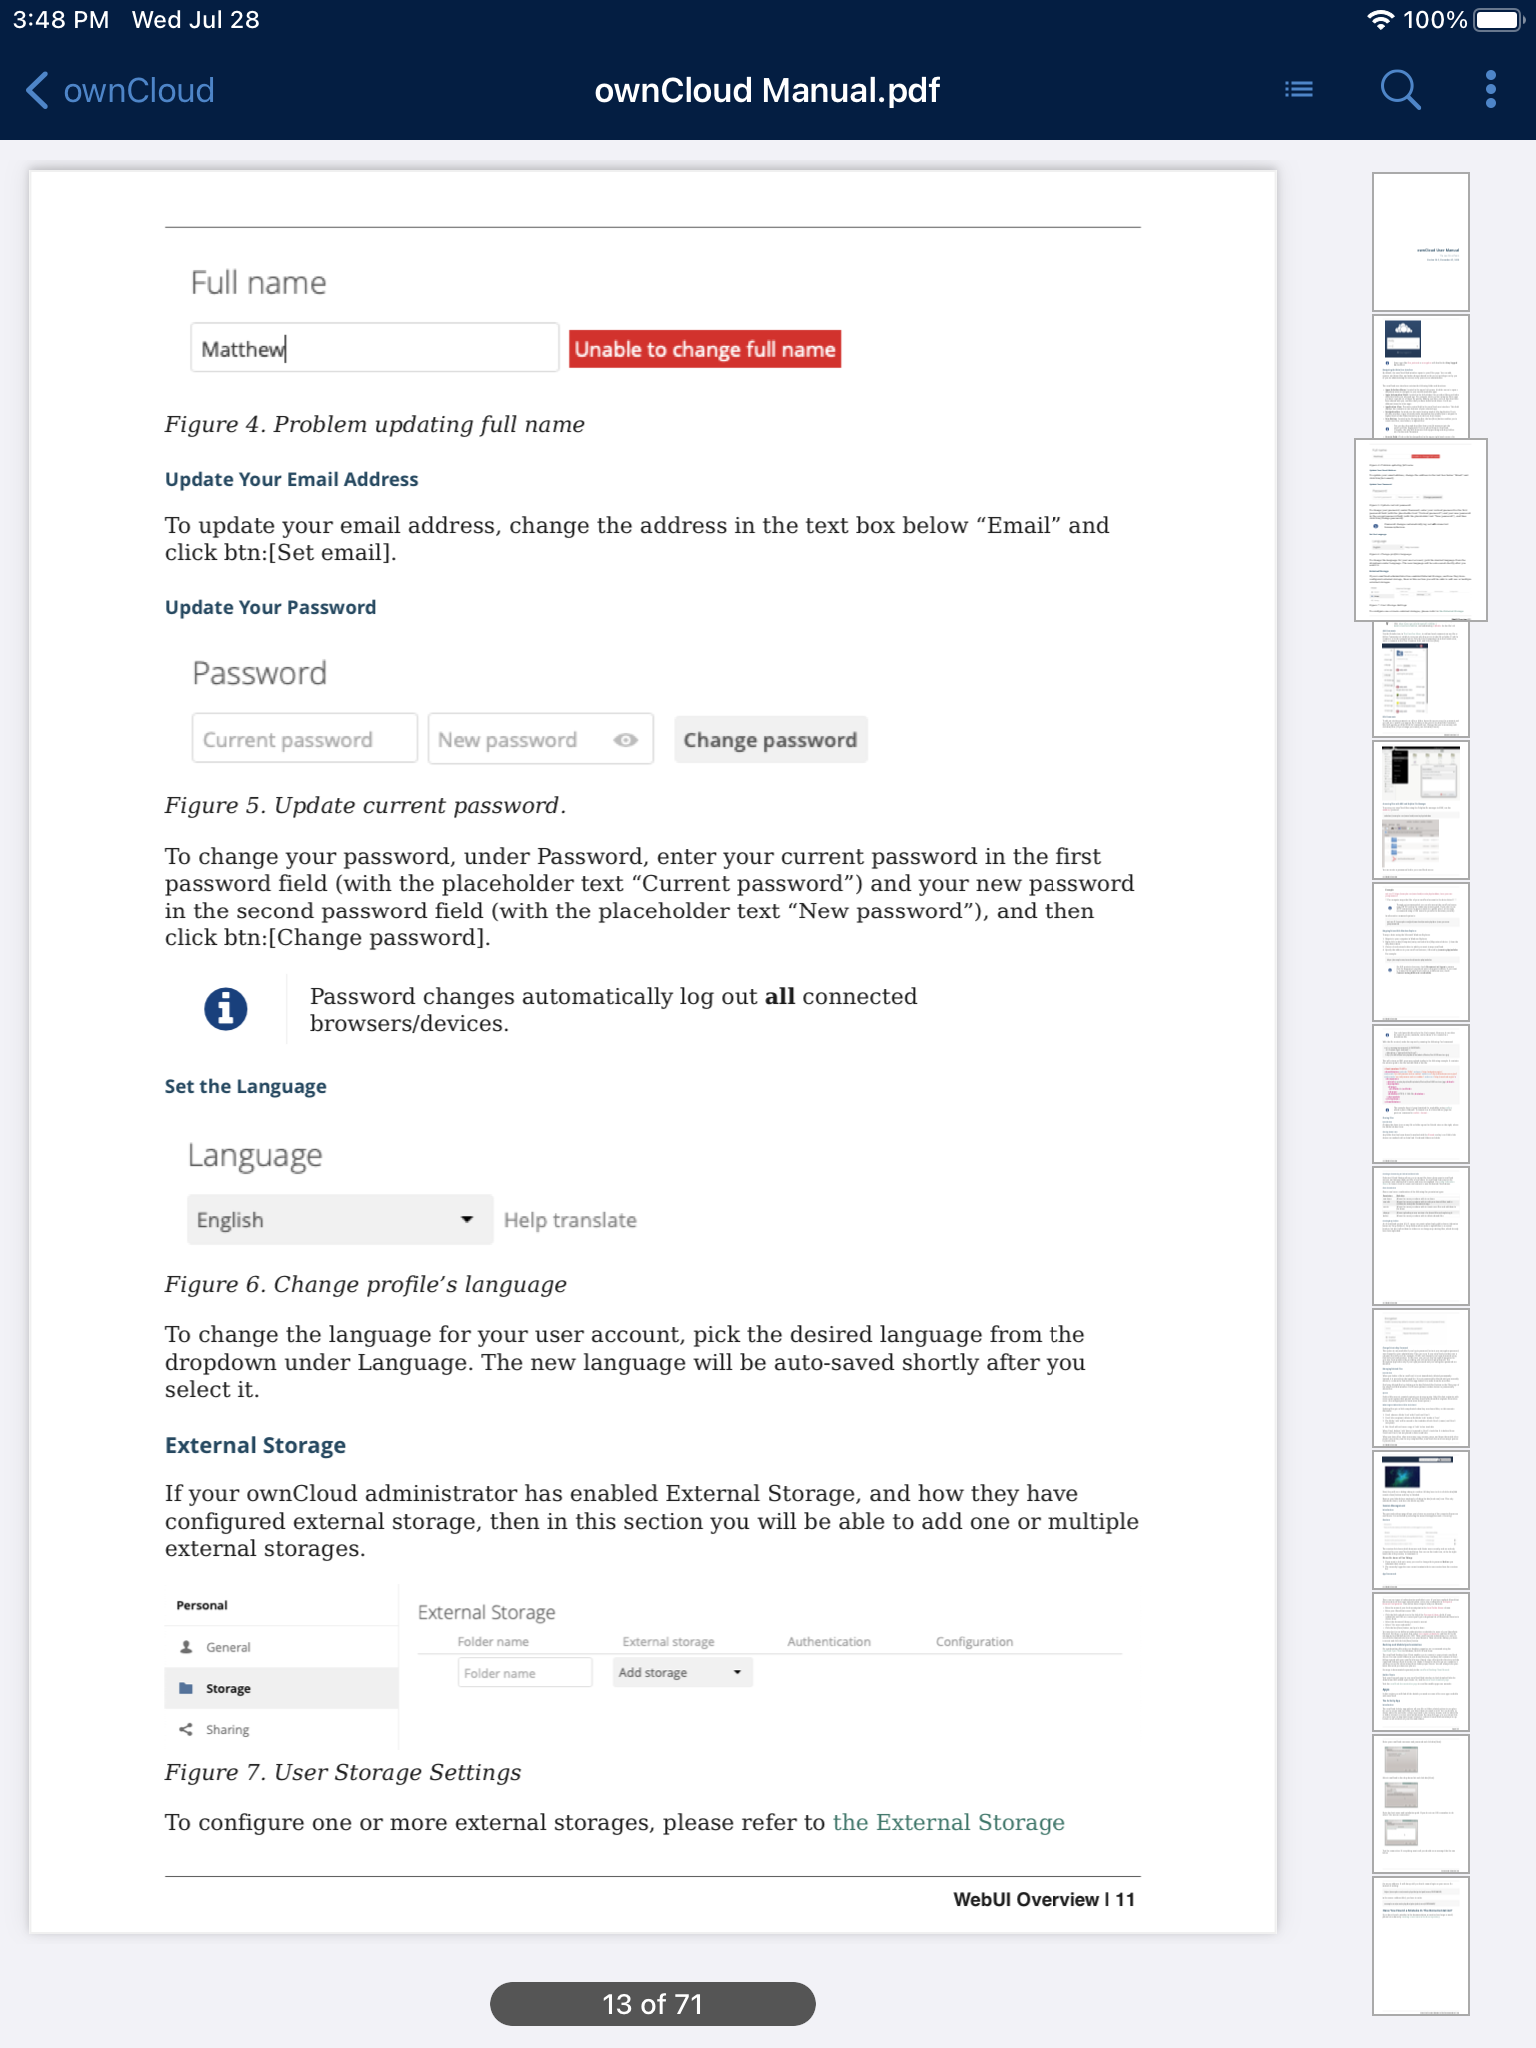 3:48 PM Wed Jul 28
100%
ownCloud
ownCloud Manual.pdf
Full name
Matthew
Unable to change full name
Figure 4. Problem updating full name
Update Your Email Address
To update your email address, change the address in the text box below “Email” and
click btn:[Set email].
Update Your Password
Password
Current password
New password
Change password
Figure 5. Update current password.
To change your password, under Password, enter your current password in the first
password field (with the placeholder text “Current password”) and your new password
in the second password field (with the placeholder text “New password”), and then
click btn:[Change password].
Password changes automatically log out all connected
browsers/devices.
Set the Language
Language
English
Help translate
Figure 6. Change profile’s language
To change the language for your user account, pick the desired language from the
dropdown under Language. The new language will be auto-saved shortly after you
select it.
External Storage
If your ownCloud administrator has enabled External Storage, and how they have
configured external storage, then in this section you will be able to add one or multiple
external storages.
Personal
General
Storage
Sharing
External Storage
Folder name External storage Authentication Configuration
Folder name
Add storage
Figure 7. User Storage Settings
To configure one or more external storages, please refer to the External Storage
WebUI Overview | 11
13 of 71